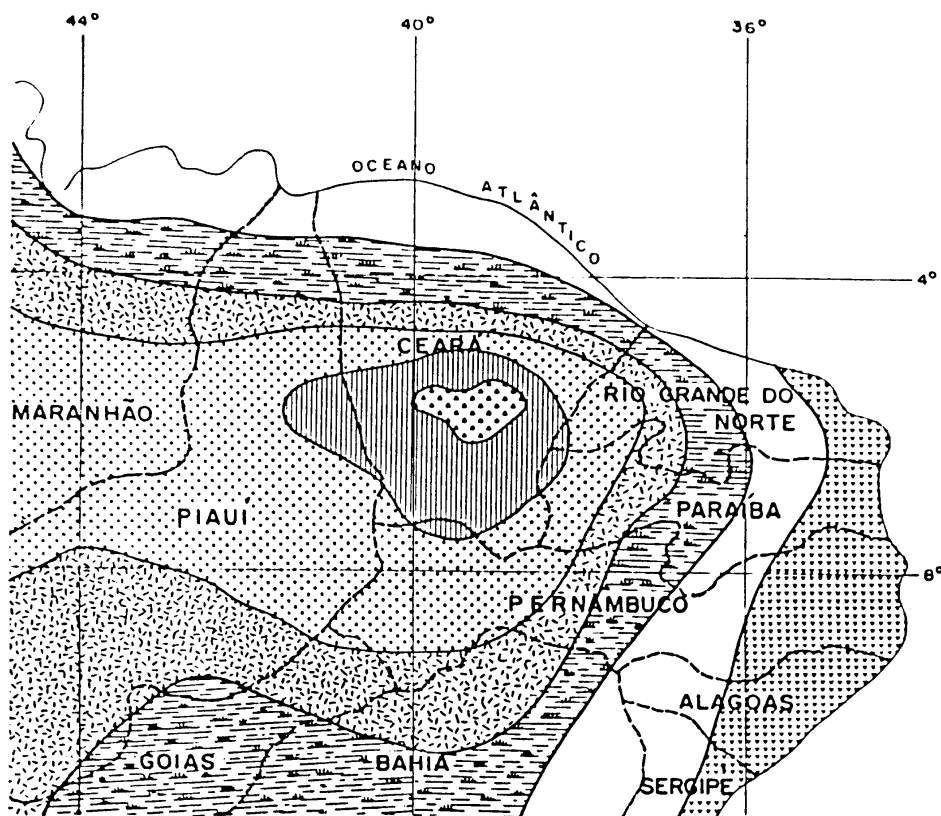 44°
40°
36°
OCEANO ATLÂNTICO
4°
CEARÁ
MARANHÃO
RIO GRANDE DO
NORTE
PIAUÍ
PARAÍBA
8°
PERNAMBUCO
ALAGOAS
GOIAS
BAHIA
SERGIPE